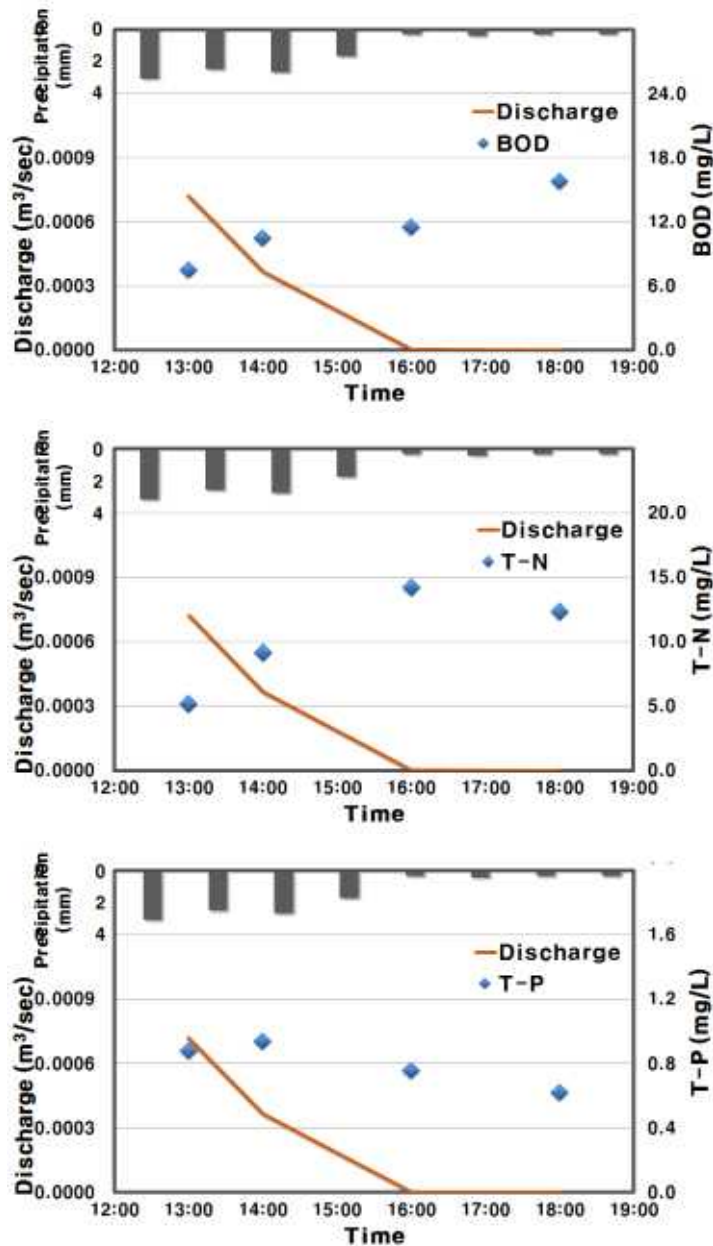 Precipitation
(mm)
0
2
4
Discharge (m³/sec)
0.0009
0.0006
0.0003
0.0000
Discharge
BOD
24.0
18.0
12.0
6.0
0.0
BOD (mg/L)
12:00 13:00 14:00 15:00 16:00 17:00 18:00 19:00
Time
Precipitation
(mm)
0
2
4
Discharge (m³/sec)
0.0009
0.0006
0.0003
0.0000
Discharge
T-N
20.0
15.0
10.0
5.0
0.0
T-N (mg/L)
12:00 13:00 14:00 15:00 16:00 17:00 18:00 19:00
Time
Precipitation
(mm)
0
2
4
Discharge (m³/sec)
0.0009
0.0006
0.0003
0.0000
Discharge
T-P
1.6
1.2
0.8
0.4
0.0
T-P (mg/L)
12:00 13:00 14:00 15:00 16:00 17:00 18:00 19:00
Time